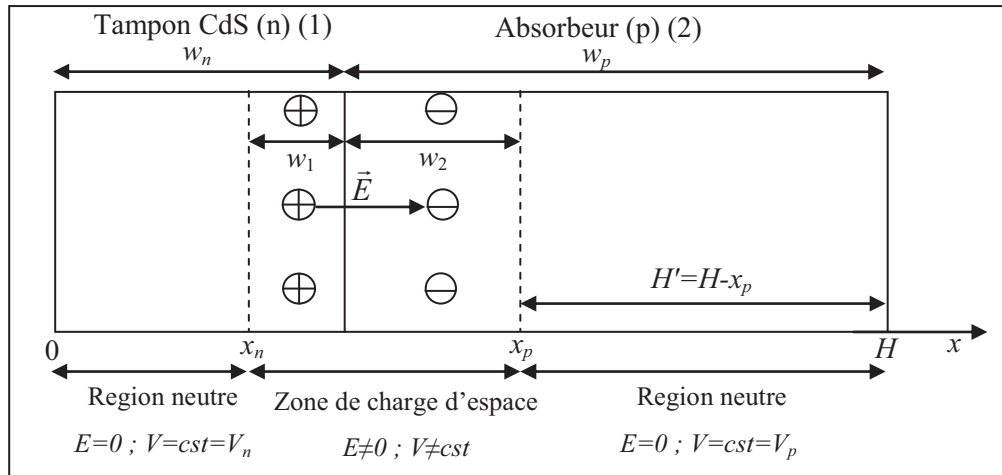 Tampon CdS (n) (1) Absorbeur (p) (2)
w_n w_p
⊕ ⊖
w_1 w_2
\vec{E}
⊕ ⊖
⊕ ⊖
H'=H-x_p
0 x_n x_p H x
Region neutre Zone de charge d'espace Region neutre
E=0 ; V=cst=V_n E≠0 ; V≠cst E=0 ; V=cst=V_p